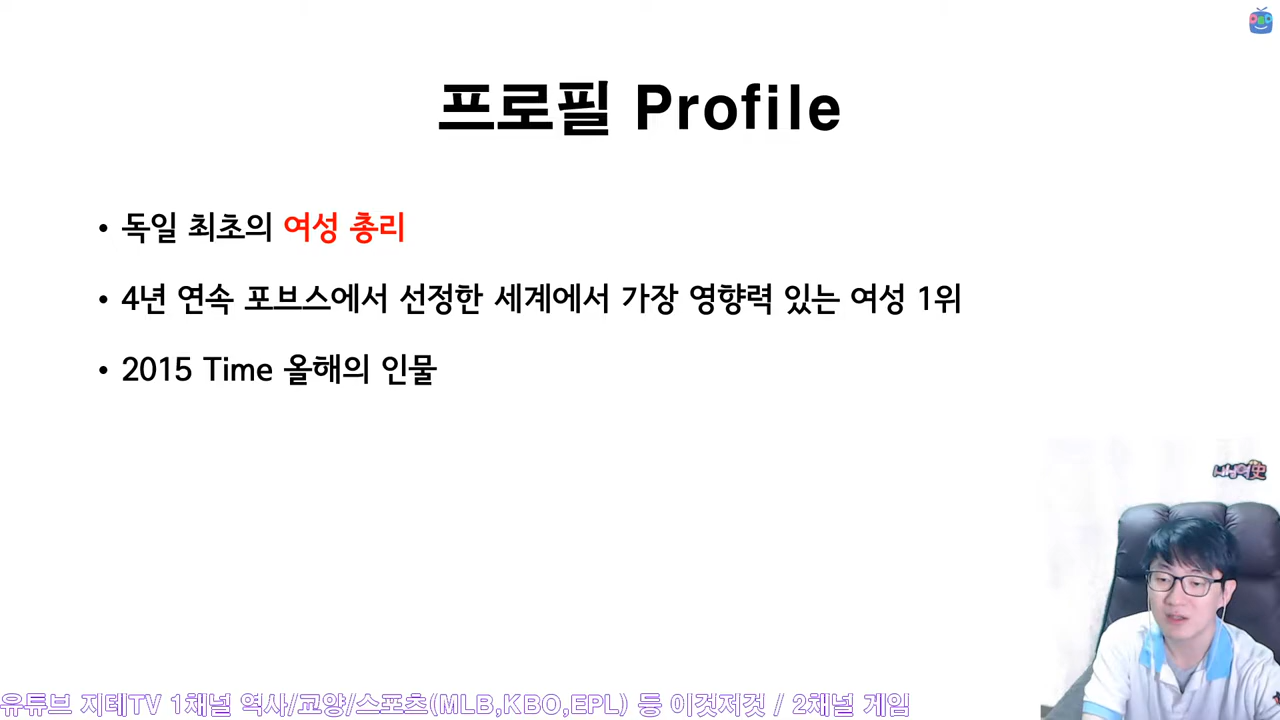 프로필 Profile
• 독일 최초의 여성 총리
• 4년 연속 포브스에서 선정한 세계에서 가장 영향력 있는 여성 1위
• 2015 Time 올해의 인물
유튜브 지테TV 1채널 역사/교양/스포츠(MLB,KBO,EPL) 등 이것저것 / 2채널 게임